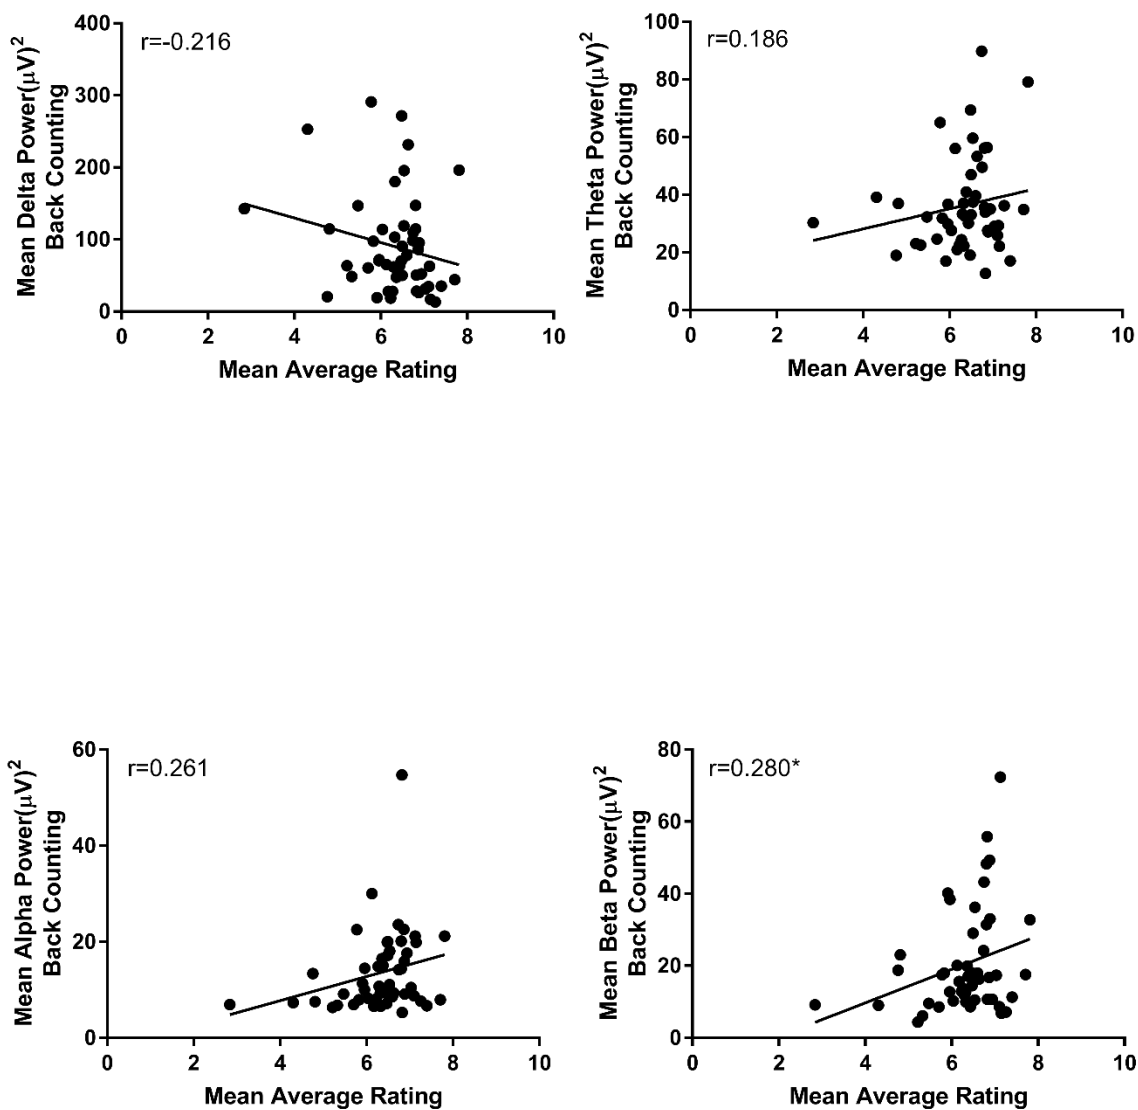 r=-0.216
Mean Delta Power(μV)²
Back Counting
400
300
200
100
0
0 2 4 6 8 10
Mean Average Rating
r=0.186
Mean Theta Power(μV)²
Back Counting
100
80
60
40
20
0
0 2 4 6 8 10
Mean Average Rating
r=0.261
Mean Alpha Power(μV)²
Back Counting
60
40
20
0
0 2 4 6 8 10
Mean Average Rating
r=0.280*
Mean Beta Power(μV)²
Back Counting
80
60
40
20
0
0 2 4 6 8 10
Mean Average Rating